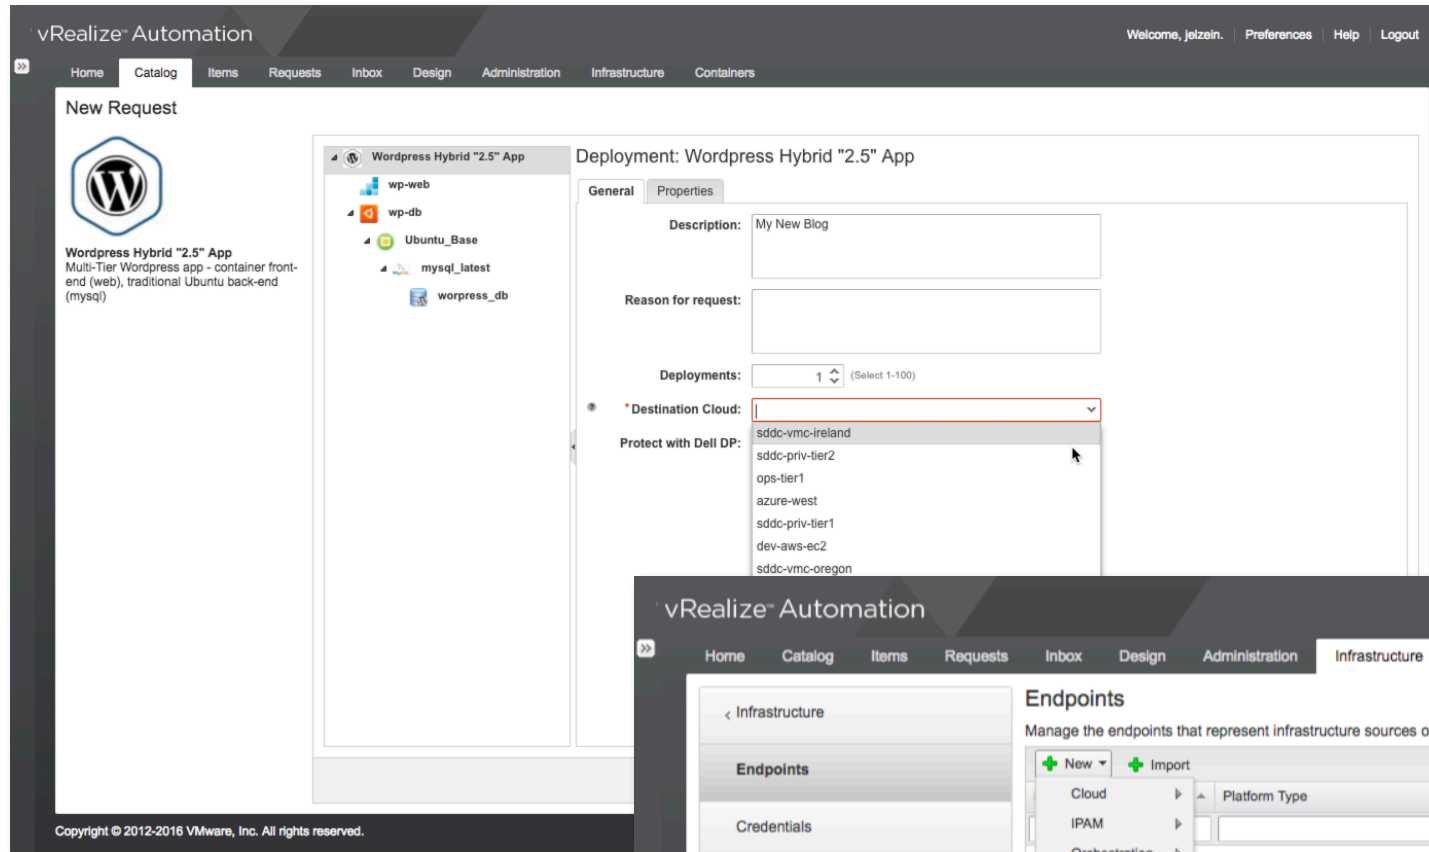 vRealize™ Automation
Welcome, jelzein. Preferences Help Logout
Home Catalog Items Requests Inbox Design Administration Infrastructure Containers
New Request
Wordpress Hybrid "2.5" App
Multi-Tier Wordpress app - container front-
end (web), traditional Ubuntu back-end
(mysql)
Wordpress Hybrid "2.5" App
wp-web
wp-db
Ubuntu_Base
mysql_latest
worpress_db
Deployment: Wordpress Hybrid "2.5" App
General Properties
Description: My New Blog
Reason for request:
Deployments: 1 (Select 1-100)
* Destination Cloud:
Protect with Dell DP:
sddc-vmc-ireland
sddc-priv-tier2
ops-tier1
azure-west
sddc-priv-tier1
dev-aws-ec2
sddc-vmc-oregon
Copyright © 2012-2016 VMware, Inc. All rights reserved.
vRealize™ Automation
Home Catalog Items Requests Inbox Design Administration Infrastructure
< Infrastructure
Endpoints
Credentials
Endpoints
Manage the endpoints that represent infrastructure sources o
New Import
Cloud
IPAM
Orchestration
Platform Type